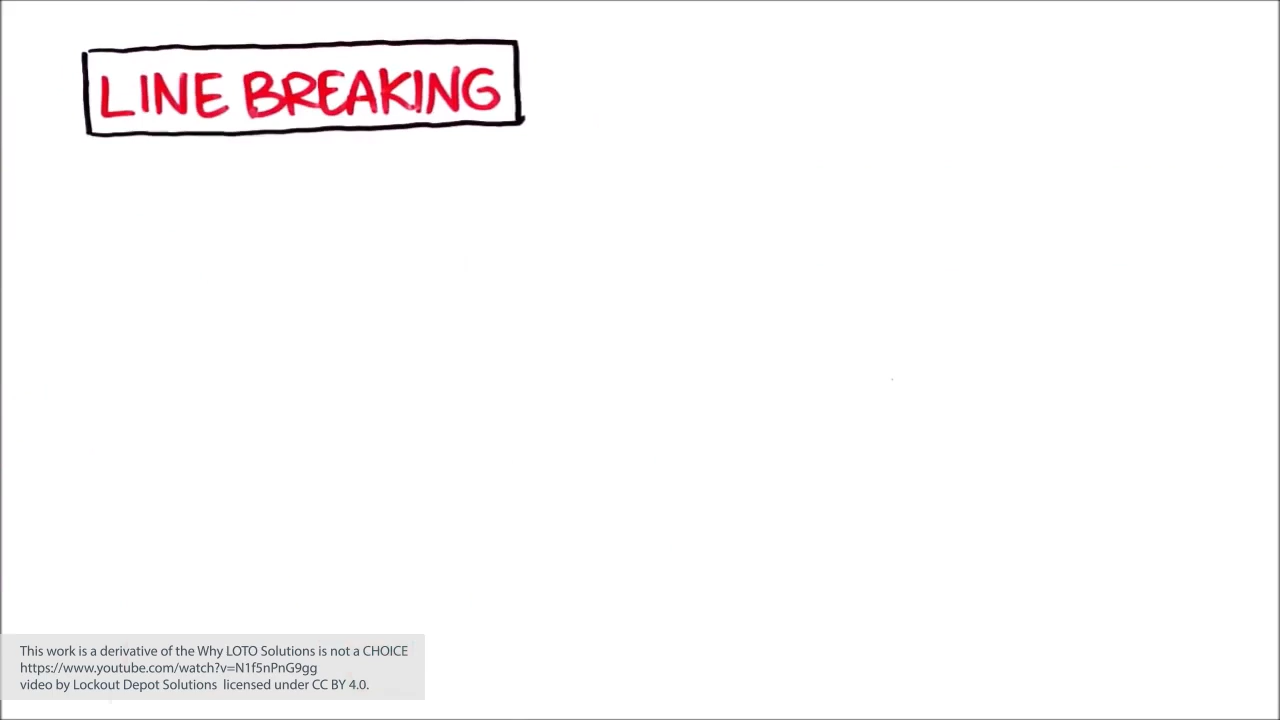 LINE BREAKING
This work is a derivative of the Why LOTO Solutions is not a CHOICE
https://www.youtube.com/watch?v=N1f5nPnG9gg
video by Lockout Depot Solutions licensed under CC BY 4.0.